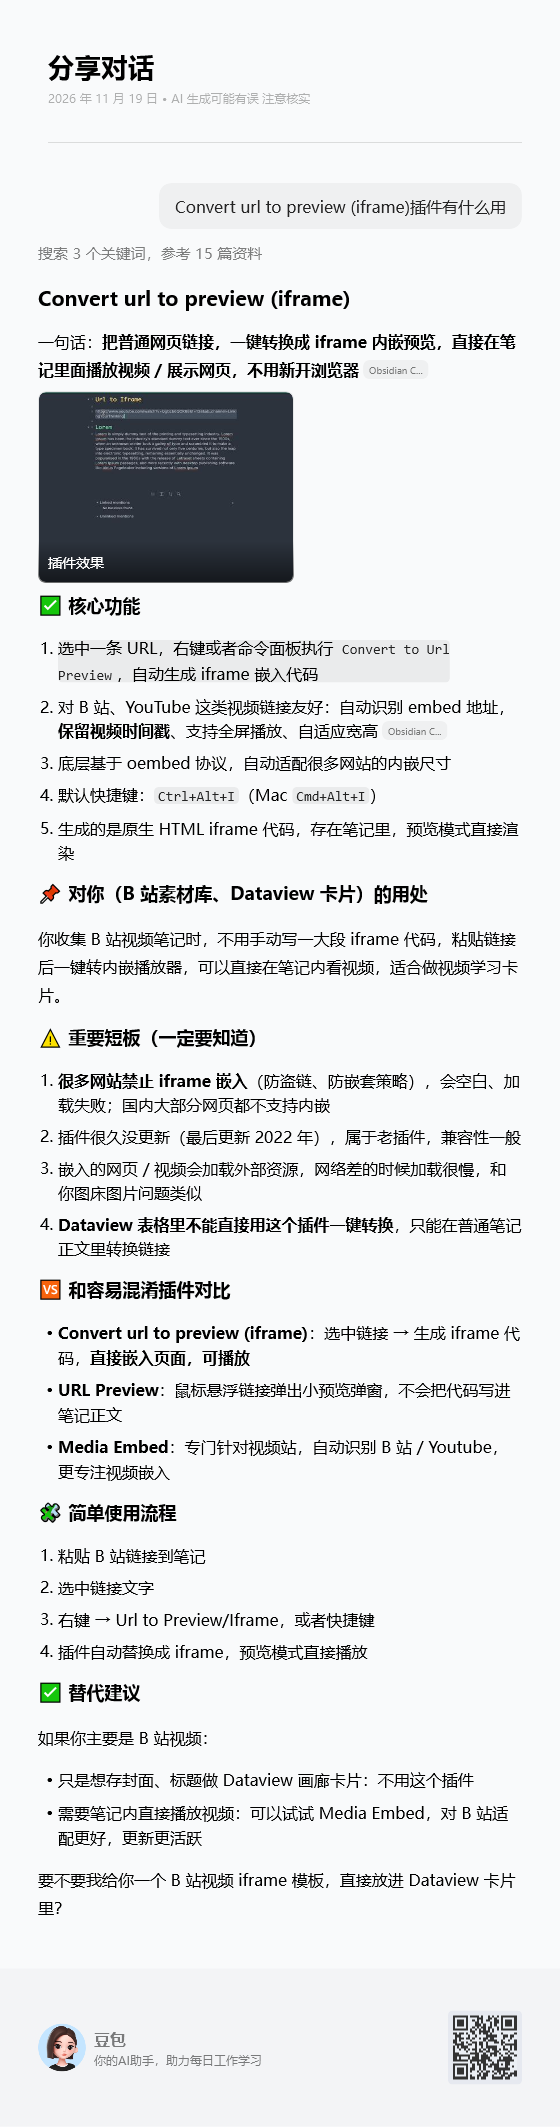 分享对话
2026 年 11 月 19 日 • AI 生成可能有误 注意核实
Convert url to preview (iframe)插件有什么用
搜索 3 个关键词，参考 15 篇资料
Convert url to preview (iframe)
一句话：把普通网页链接，一键转换成 iframe 内嵌预览，直接在笔
记里面播放视频 / 展示网页，不用新开浏览器 Obsidian C...
Url to Iframe
Lorem
插件效果
✅ 核心功能
1. 选中一条 URL，右键或者命令面板执行 Convert to Url
Preview ，自动生成 iframe 嵌入代码
2. 对 B 站、YouTube 这类视频链接友好：自动识别 embed 地址，
保留视频时间戳、支持全屏播放、自适应宽高 Obsidian C...
3. 底层基于 oembed 协议，自动适配很多网站的内嵌尺寸
4. 默认快捷键：Ctrl+Alt+I（Mac Cmd+Alt+I）
5. 生成的是原生 HTML iframe 代码，存在笔记里，预览模式直接渲
染
📌 对你（B 站素材库、Dataview 卡片）的用处
你收集 B 站视频笔记时，不用手动写一大段 iframe 代码，粘贴链接
后一键转内嵌播放器，可以直接在笔记内看视频，适合做视频学习卡
片。
⚠️ 重要短板（一定要知道）
1. 很多网站禁止 iframe 嵌入（防盗链、防嵌套策略），会空白、加
载失败；国内大部分网页都不支持内嵌
2. 插件很久没更新（最后更新 2022 年），属于老插件，兼容性一般
3. 嵌入的网页 / 视频会加载外部资源，网络差的时候加载很慢，和
你图床图片问题类似
4. Dataview 表格里不能直接用这个插件一键转换，只能在普通笔记
正文里转换链接
🆚 和容易混淆插件对比
• Convert url to preview (iframe)：选中链接 → 生成 iframe 代
码，直接嵌入页面，可播放
• URL Preview：鼠标悬浮链接弹出小预览弹窗，不会把代码写进
笔记正文
• Media Embed：专门针对视频站，自动识别 B 站 / Youtube，
更专注视频嵌入
🧩 简单使用流程
1. 粘贴 B 站链接到笔记
2. 选中链接文字
3. 右键 → Url to Preview/Iframe，或者快捷键
4. 插件自动替换成 iframe，预览模式直接播放
✅ 替代建议
如果你主要是 B 站视频：
• 只是想存封面、标题做 Dataview 画廊卡片：不用这个插件
• 需要笔记内直接播放视频：可以试试 Media Embed，对 B 站适
配更好，更新更活跃
要不要我给你一个 B 站视频 iframe 模板，直接放进 Dataview 卡片
里？
豆包
你的AI助手，助力每日工作学习